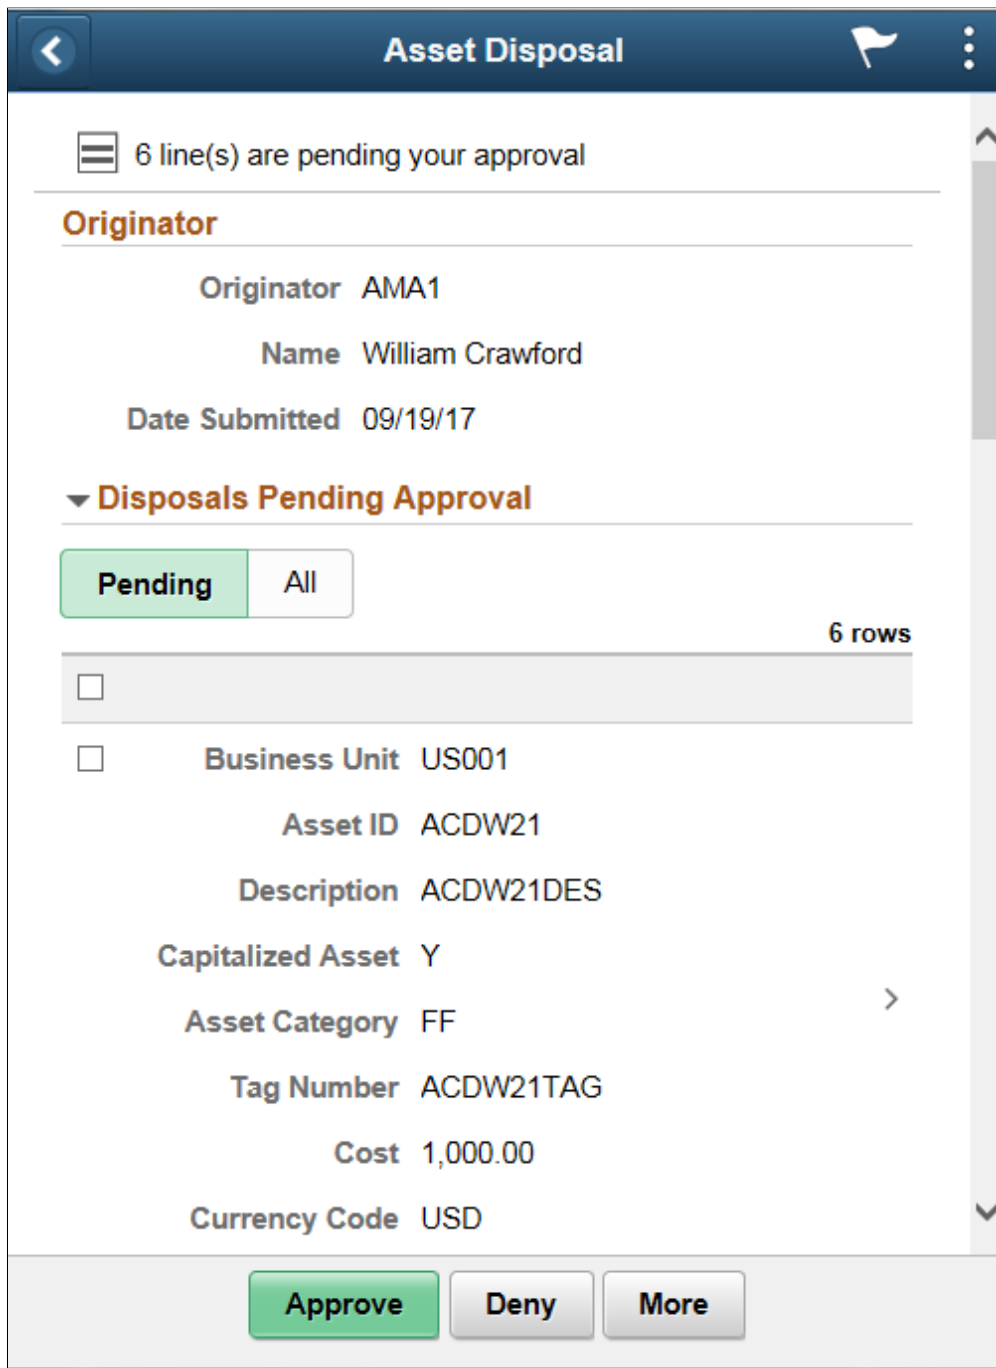 Asset Disposal
6 line(s) are pending your approval
Originator
Originator AMA1
Name William Crawford
Date Submitted 09/19/17
Disposals Pending Approval
Pending All
6 rows
Business Unit US001
Asset ID ACDW21
Description ACDW21DES
Capitalized Asset Y
Asset Category FF
Tag Number ACDW21TAG
Cost 1,000.00
Currency Code USD
Approve Deny More